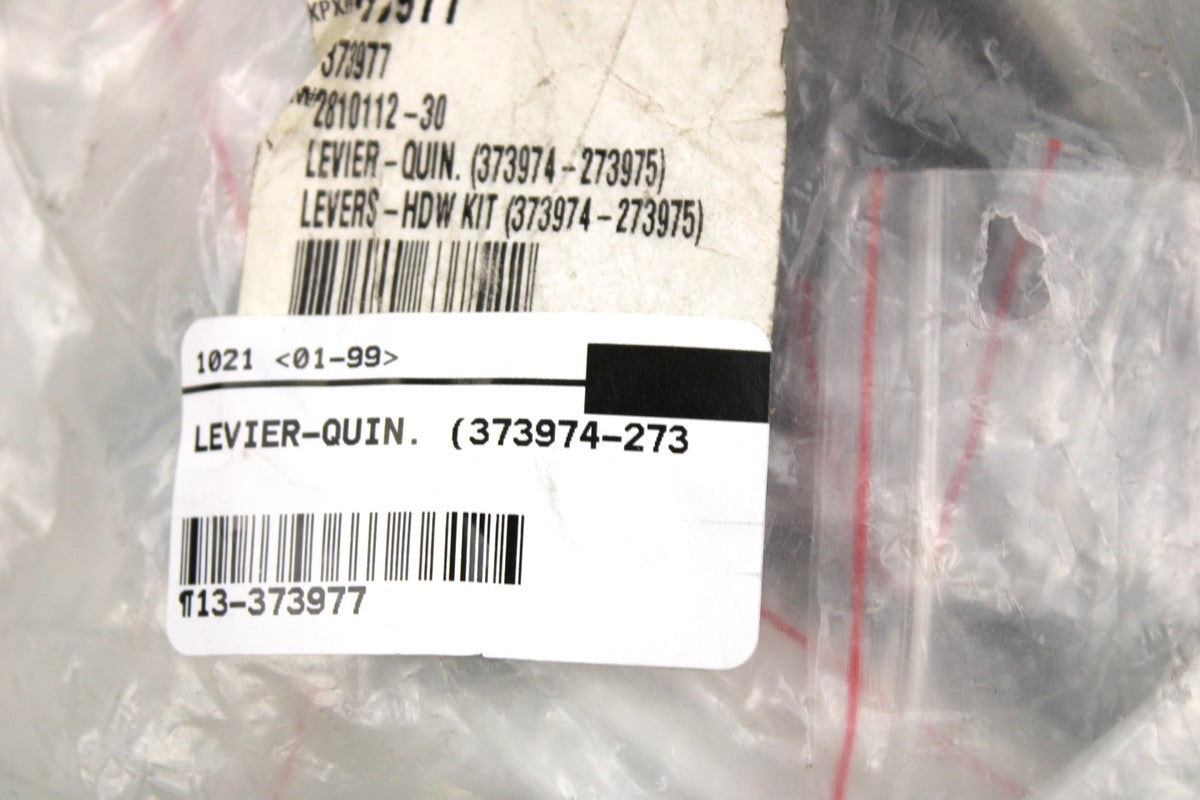 KPX#
373977
2810112-30
LEVIER-QUIN. (373974-273975)
LEVERS-HDW KIT (373974-273975)
1021 <01-99>
LEVIER-QUIN. (373974-273
¶13-373977